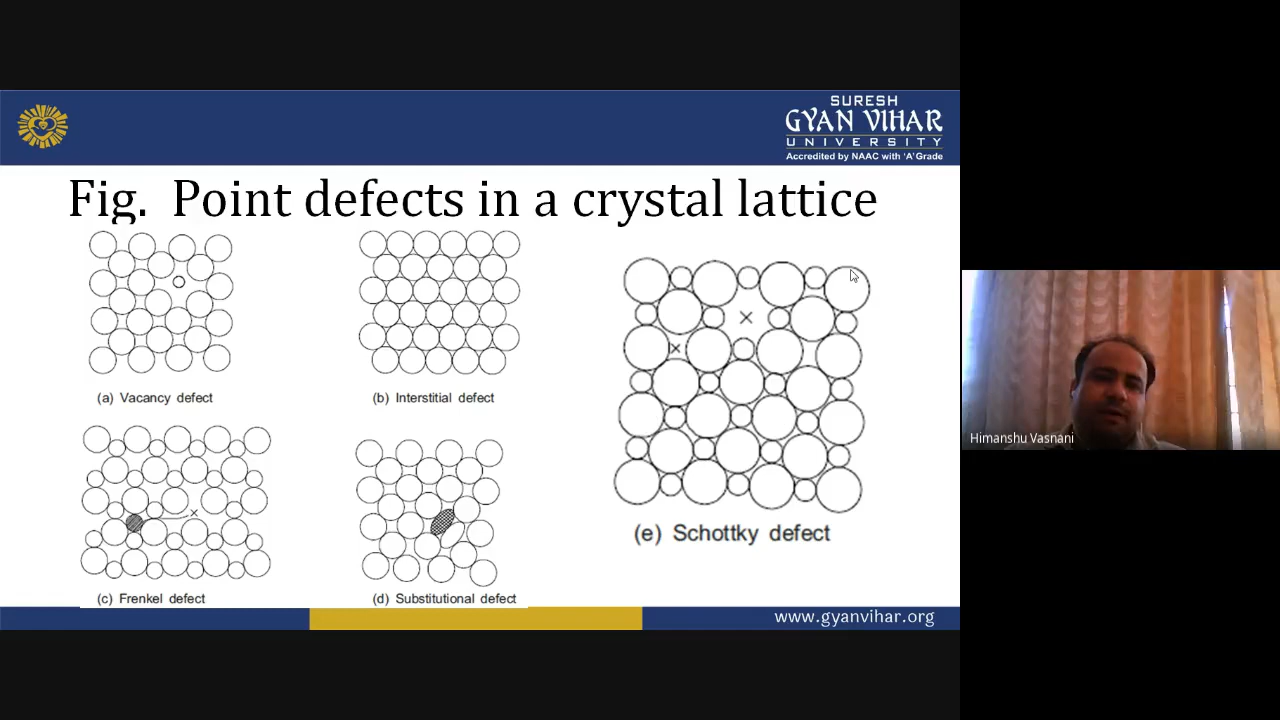 SURESH
GYAN VIHAR
UNIVERSITY
Accredited by NAAC with 'A' Grade
Fig. Point defects in a crystal lattice
(a) Vacancy defect
(b) Interstitial defect
(c) Frenkel defect
(d) Substitutional defect
(e) Schottky defect
www.gyanvihar.org
Himanshu Vasnani